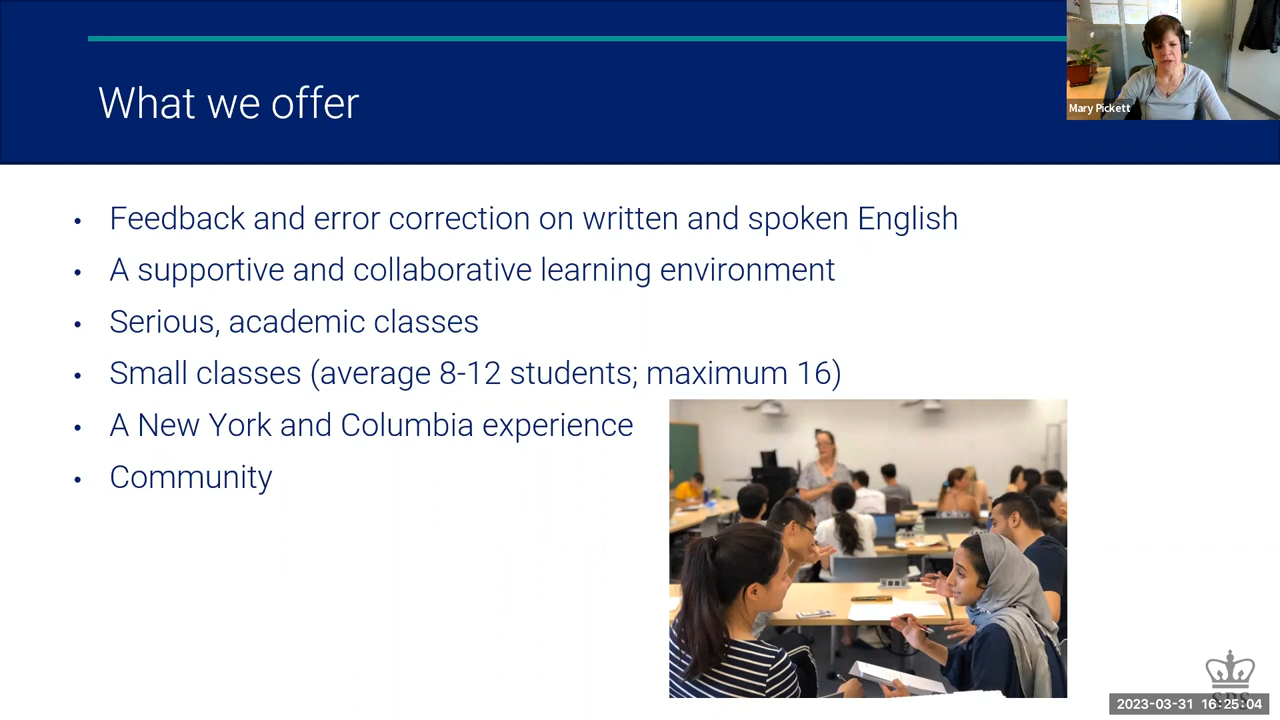 What we offer
Mary Pickett
• Feedback and error correction on written and spoken English
• A supportive and collaborative learning environment
• Serious, academic classes
• Small classes (average 8-12 students; maximum 16)
• A New York and Columbia experience
• Community
SPS
2023-03-31 16:25:04